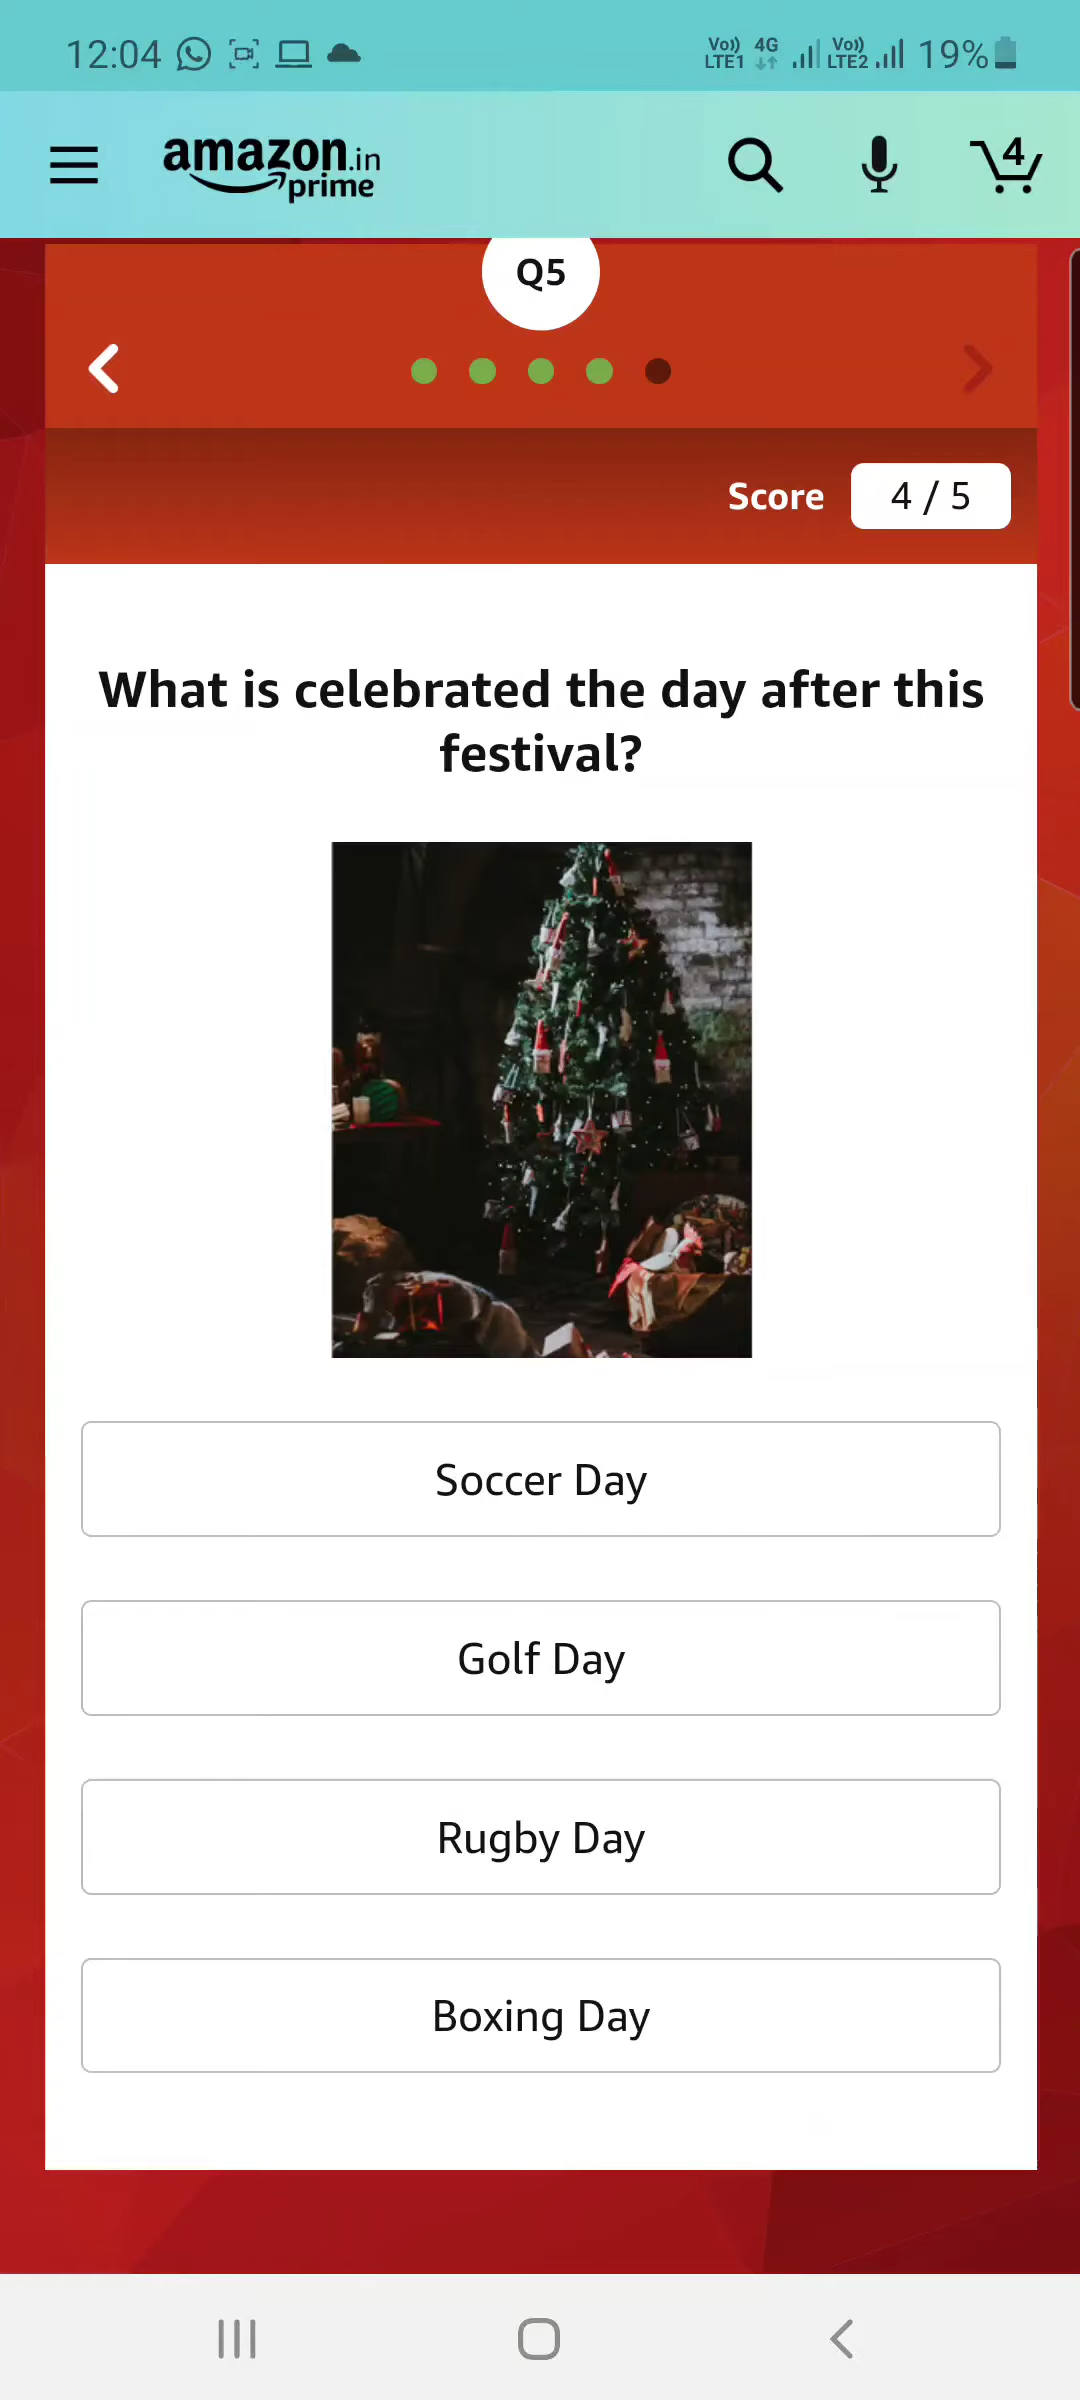 12:04 Vo)) LTE1 4G Vo)) LTE2 19%
amazon.in
prime
4
Q5
Score 4 / 5
What is celebrated the day after this
festival?
Soccer Day
Golf Day
Rugby Day
Boxing Day